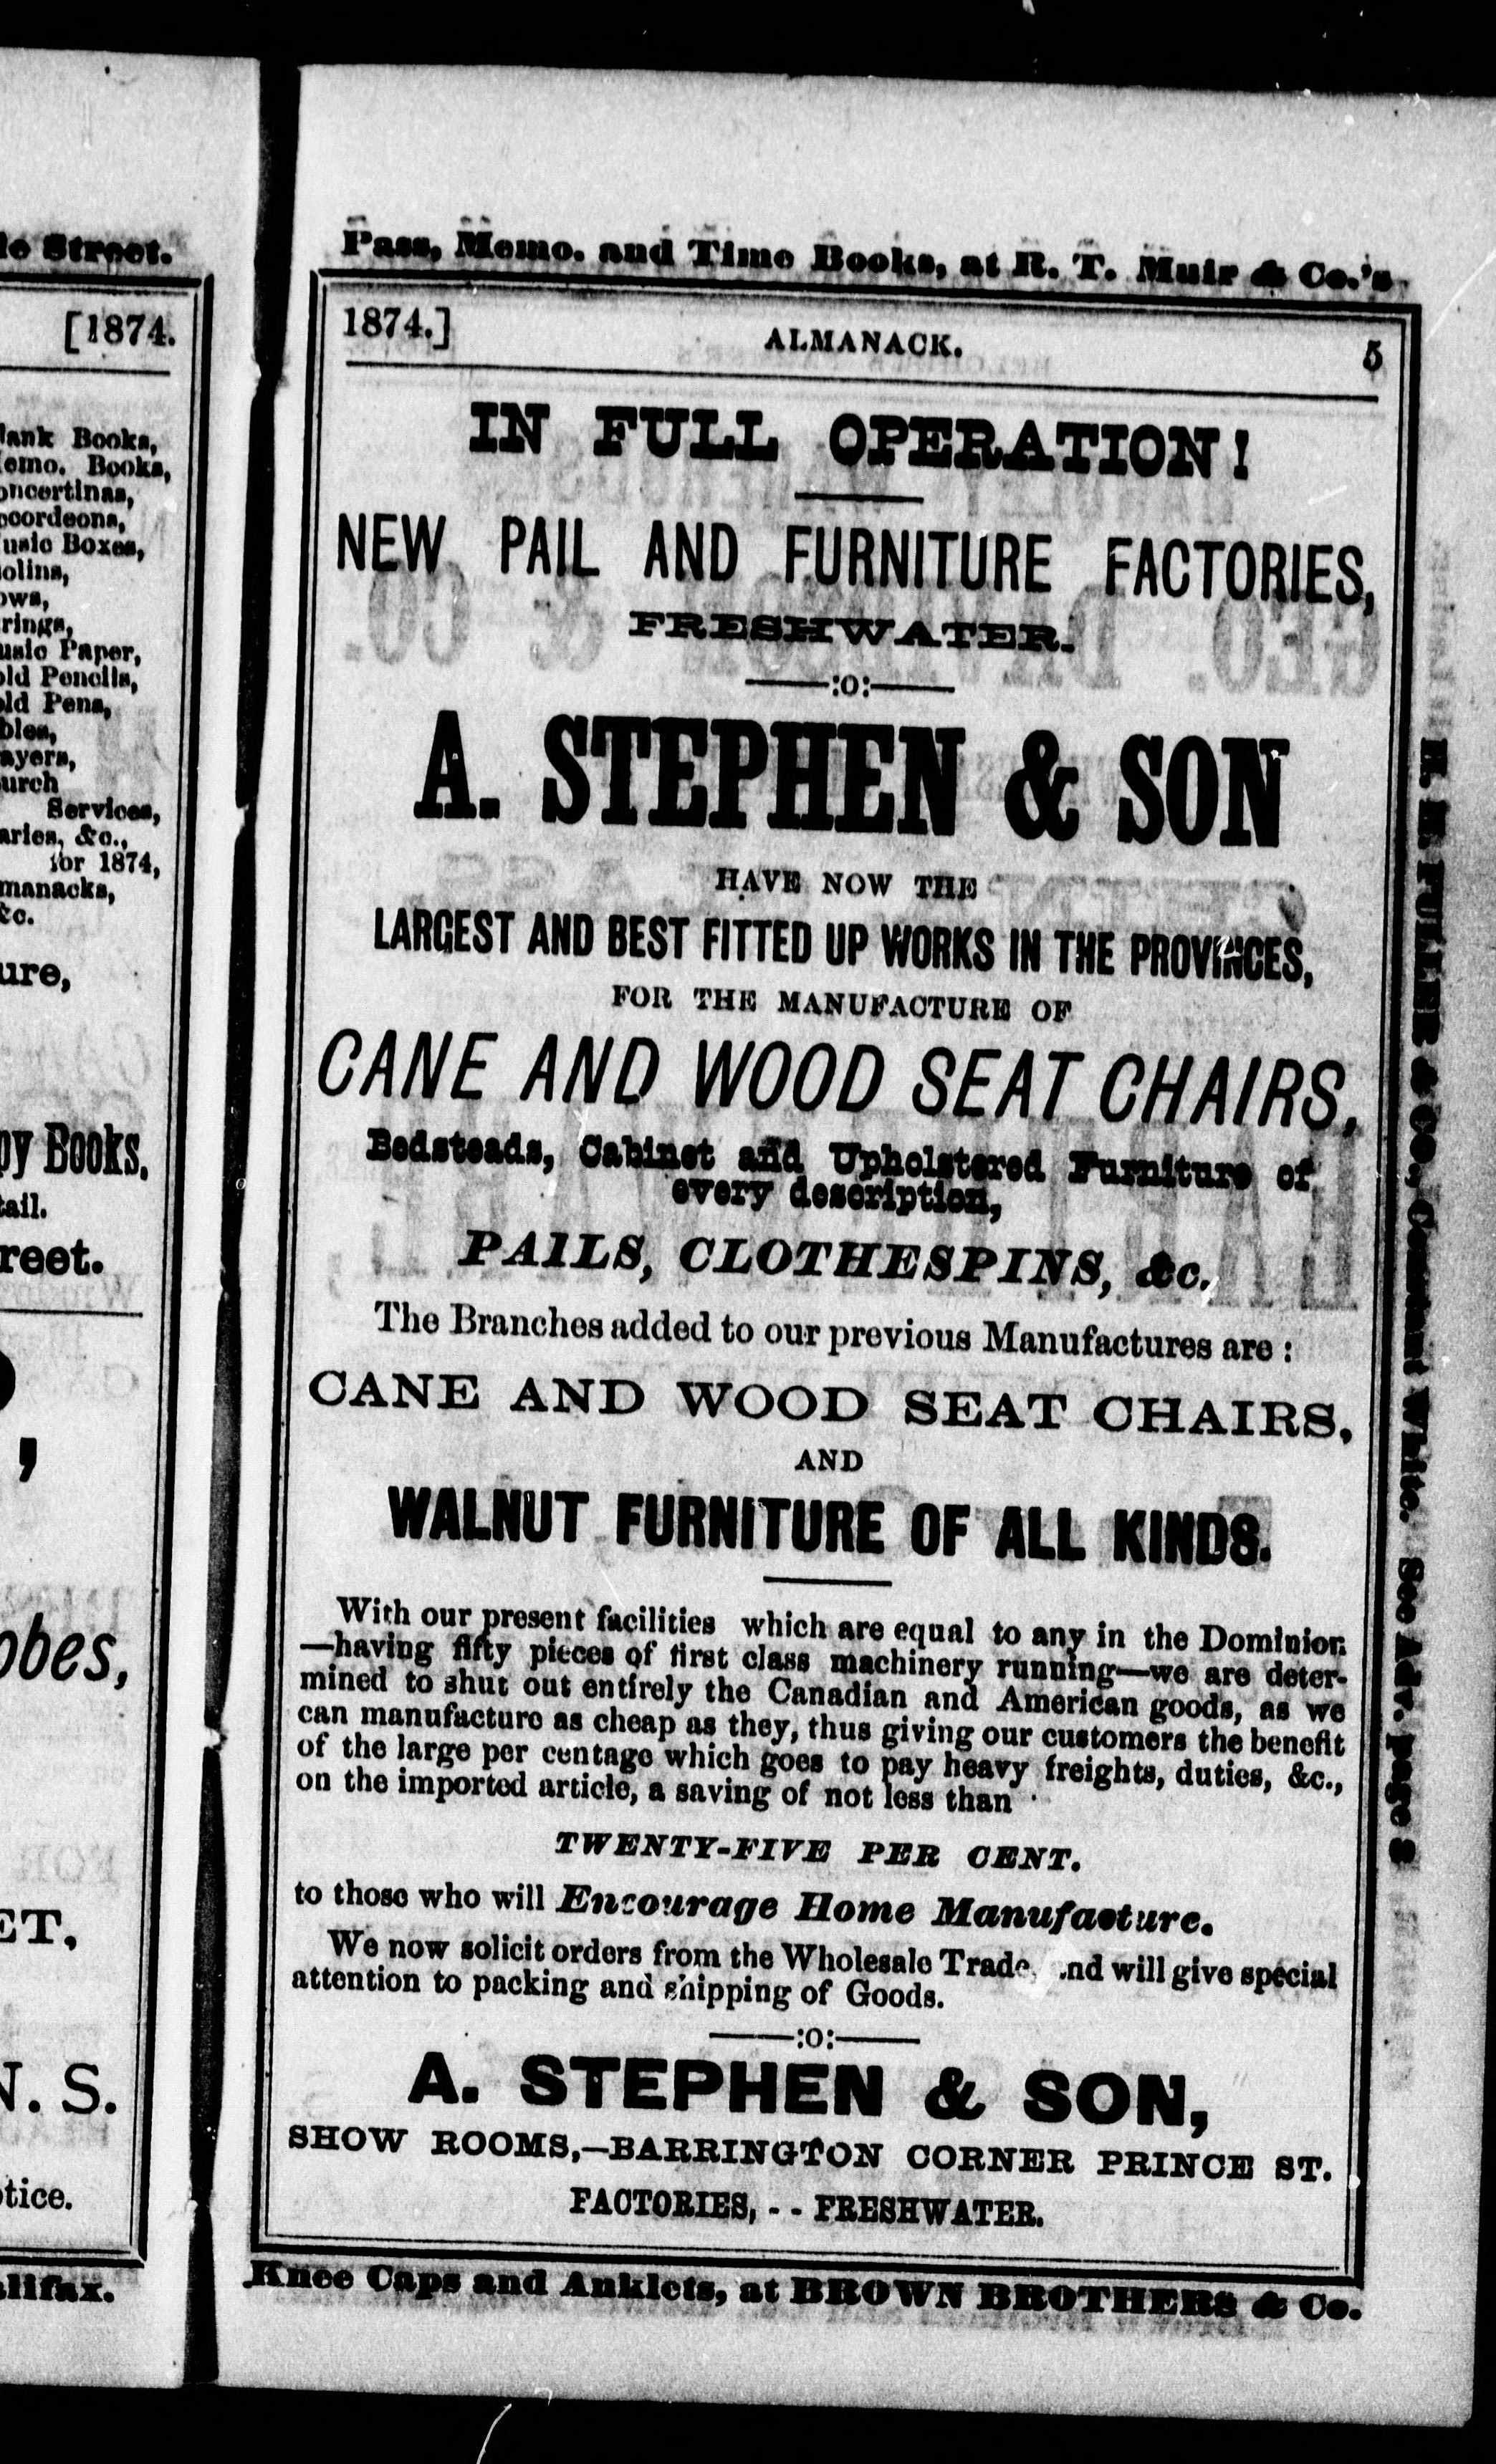 Street.
[1874.
Books,
Books,
Boxes,
Paper,
Pencils,
Pens,
Services,
&c.,
for 1874,
&c.
Books,
N. S.
Pass, Memo. and Time Books, at R. T. Muir & Co.'s
1874.] ALMANACK. 5
IN FULL OPERATION!
NEW PAIL AND FURNITURE FACTORIES,
FRESHWATER.
:o:
A. STEPHEN & SON
HAVE NOW THE
LARGEST AND BEST FITTED UP WORKS IN THE PROVINCES,
FOR THE MANUFACTURE OF
CANE AND WOOD SEAT CHAIRS,
Bedsteads, Cabinet and Upholstered Furniture of
every description,
PAILS, CLOTHESPINS, &c.
The Branches added to our previous Manufactures are:
CANE AND WOOD SEAT CHAIRS,
AND
WALNUT FURNITURE OF ALL KINDS.
With our present facilities which are equal to any in the Dominion
—having fifty pieces of first class machinery running—we are deter-
mined to shut out entirely the Canadian and American goods, as we
can manufacture as cheap as they, thus giving our customers the benefit
of the large per centage which goes to pay heavy freights, duties, &c.,
on the imported article, a saving of not less than
TWENTY-FIVE PER CENT.
to those who will Encourage Home Manufacture.
We now solicit orders from the Wholesale Trade, and will give special
attention to packing and shipping of Goods.
:o:
A. STEPHEN & SON,
SHOW ROOMS,—BARRINGTON CORNER PRINCE ST.
FACTORIES, - - FRESHWATER.
Knee Caps and Anklets, at BROWN BROTHERS & Co.
FULLER & CO., Constant White. See Adv. page 8